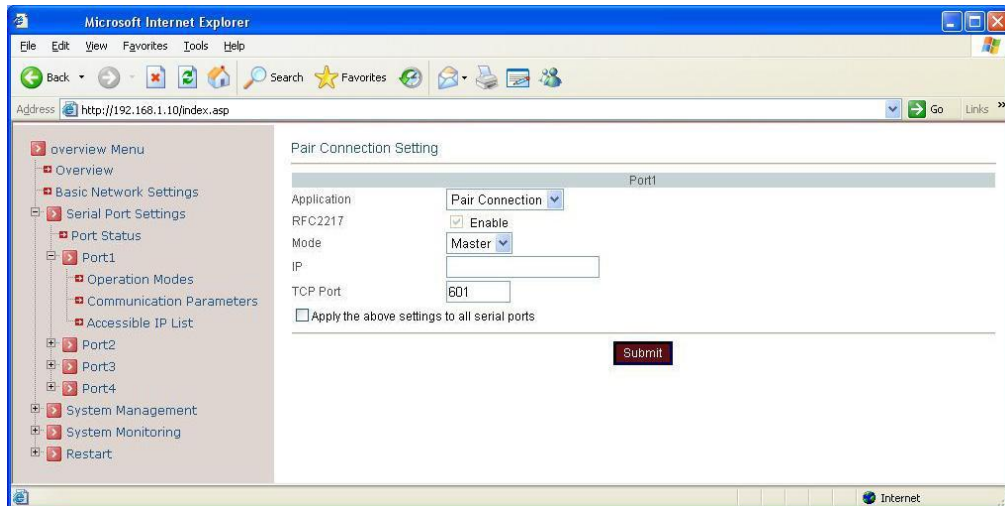 Microsoft Internet Explorer
File Edit View Favorites Tools Help
Back Search Favorites
Address http://192.168.1.10/index.asp Go Links »
overview Menu
Overview
Basic Network Settings
Serial Port Settings
Port Status
Port1
Operation Modes
Communication Parameters
Accessible IP List
Port2
Port3
Port4
System Management
System Monitoring
Restart
Pair Connection Setting
Port1
Application Pair Connection
RFC2217 Enable
Mode Master
IP
TCP Port 601
Apply the above settings to all serial ports
Submit
Internet